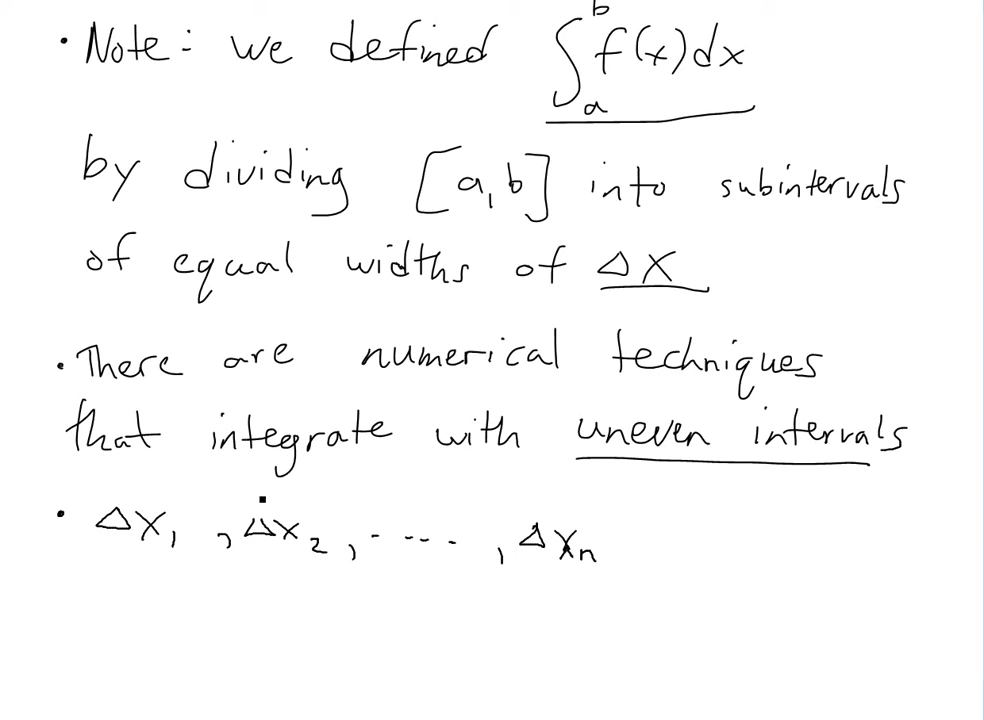 • Note: we defined ∫_a^b f(x)dx
by dividing [a,b] into subintervals
of equal widths of Δx
• There are numerical techniques
that integrate with uneven intervals
• Δx₁, Δx₂, ...., Δxₙ